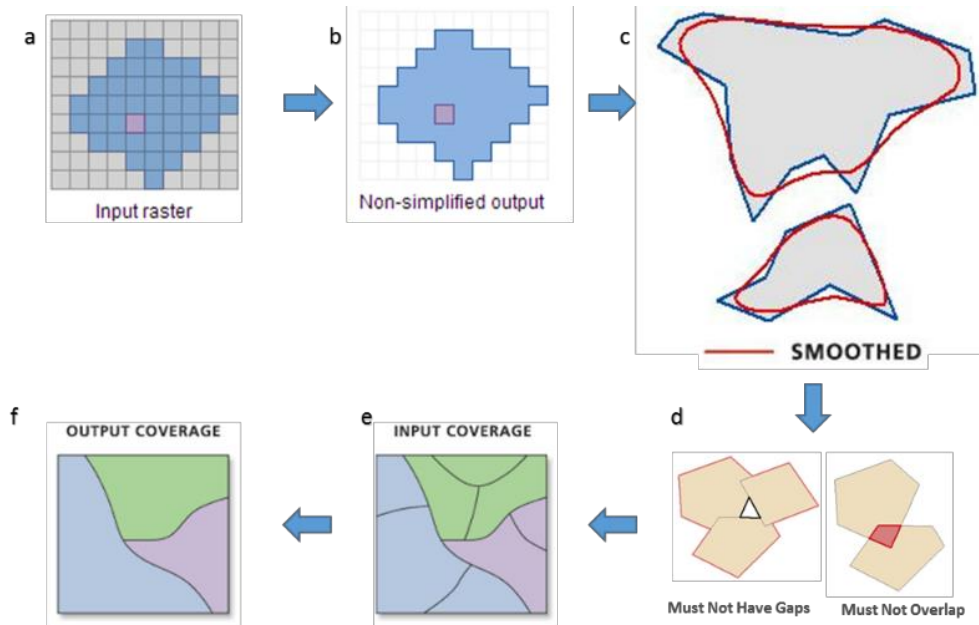 a
Input raster
b
Non-simplified output
c
SMOOTHED
d
Must Not Have Gaps
Must Not Overlap
e
INPUT COVERAGE
f
OUTPUT COVERAGE